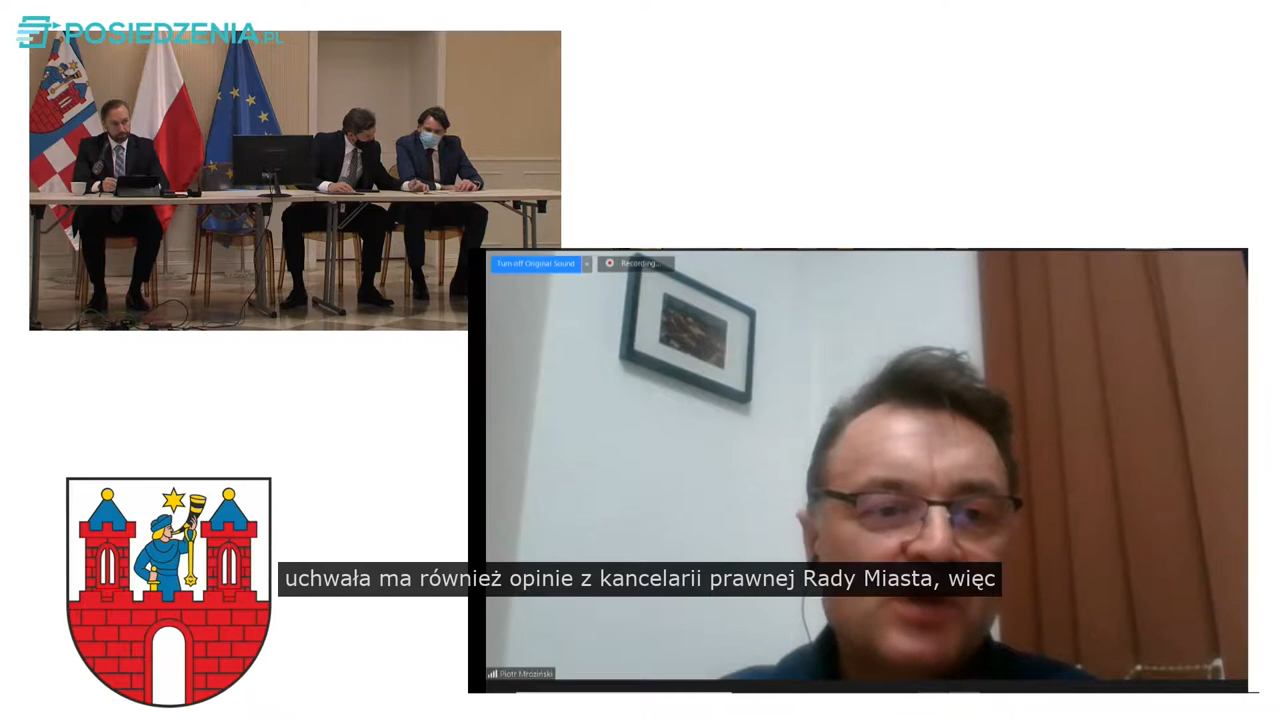 POSIEDZENIA.PL
Turn off Original Sound
Recording...
uchwała ma również opinie z kancelarii prawnej Rady Miasta, więc
Piotr Mroziński